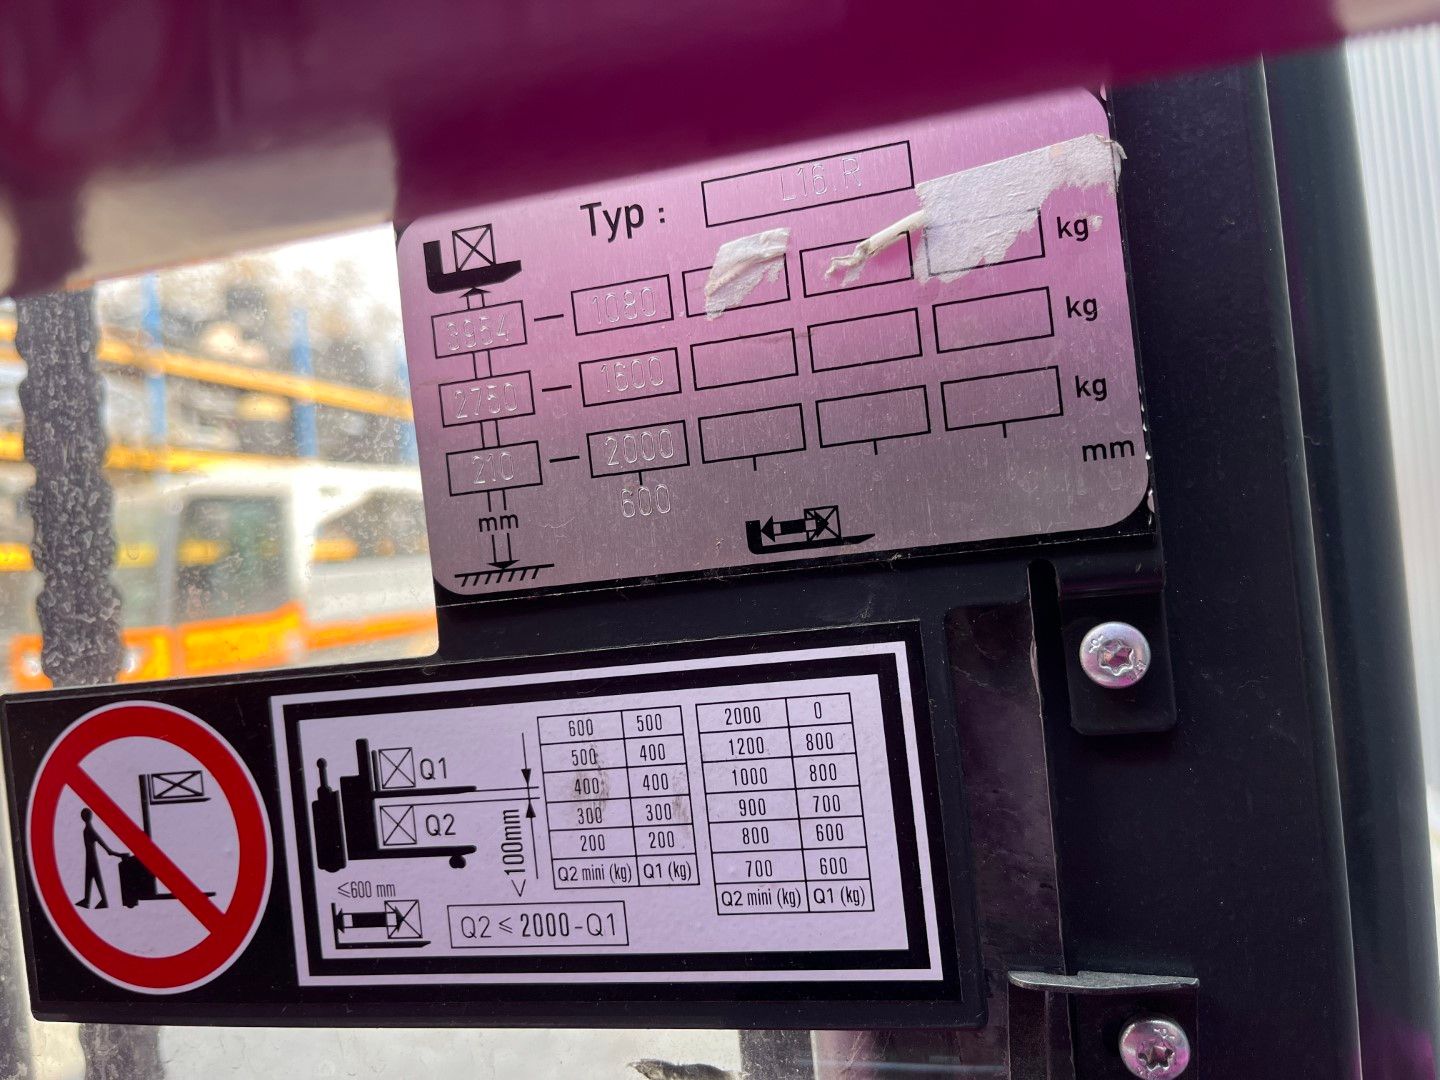 Typ : L16.R
3954 1080 kg
2750 1600 kg
210 2000 kg
600 mm
mm
Q1
Q2
<100mm
≤600 mm
Q2 ≤ 2000-Q1
600 500
500 400
400 400
300 300
200 200
Q2 mini (kg) Q1 (kg)
2000 0
1200 800
1000 800
900 700
800 600
700 600
Q2 mini (kg) Q1 (kg)